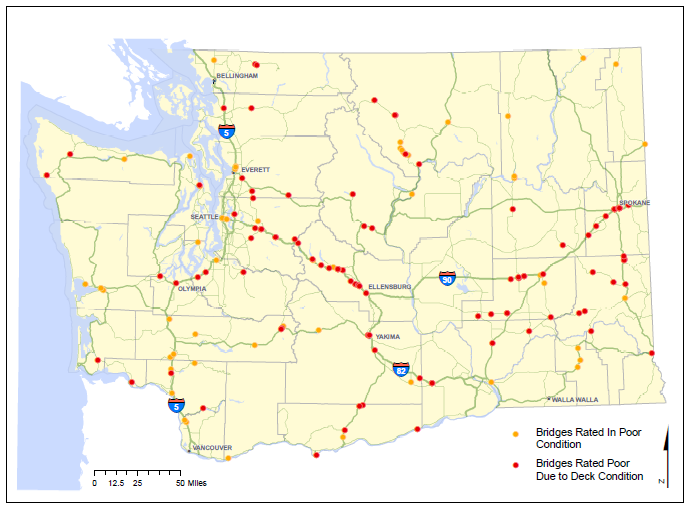 BELLINGHAM
5
EVERETT
SPOKANE
SEATTLE
90
OLYMPIA
ELLENSBURG
YAKIMA
82
5
WALLA WALLA
VANCOUVER
Bridges Rated In Poor
Condition
Bridges Rated Poor
Due to Deck Condition
0 12.5 25 50 Miles
N